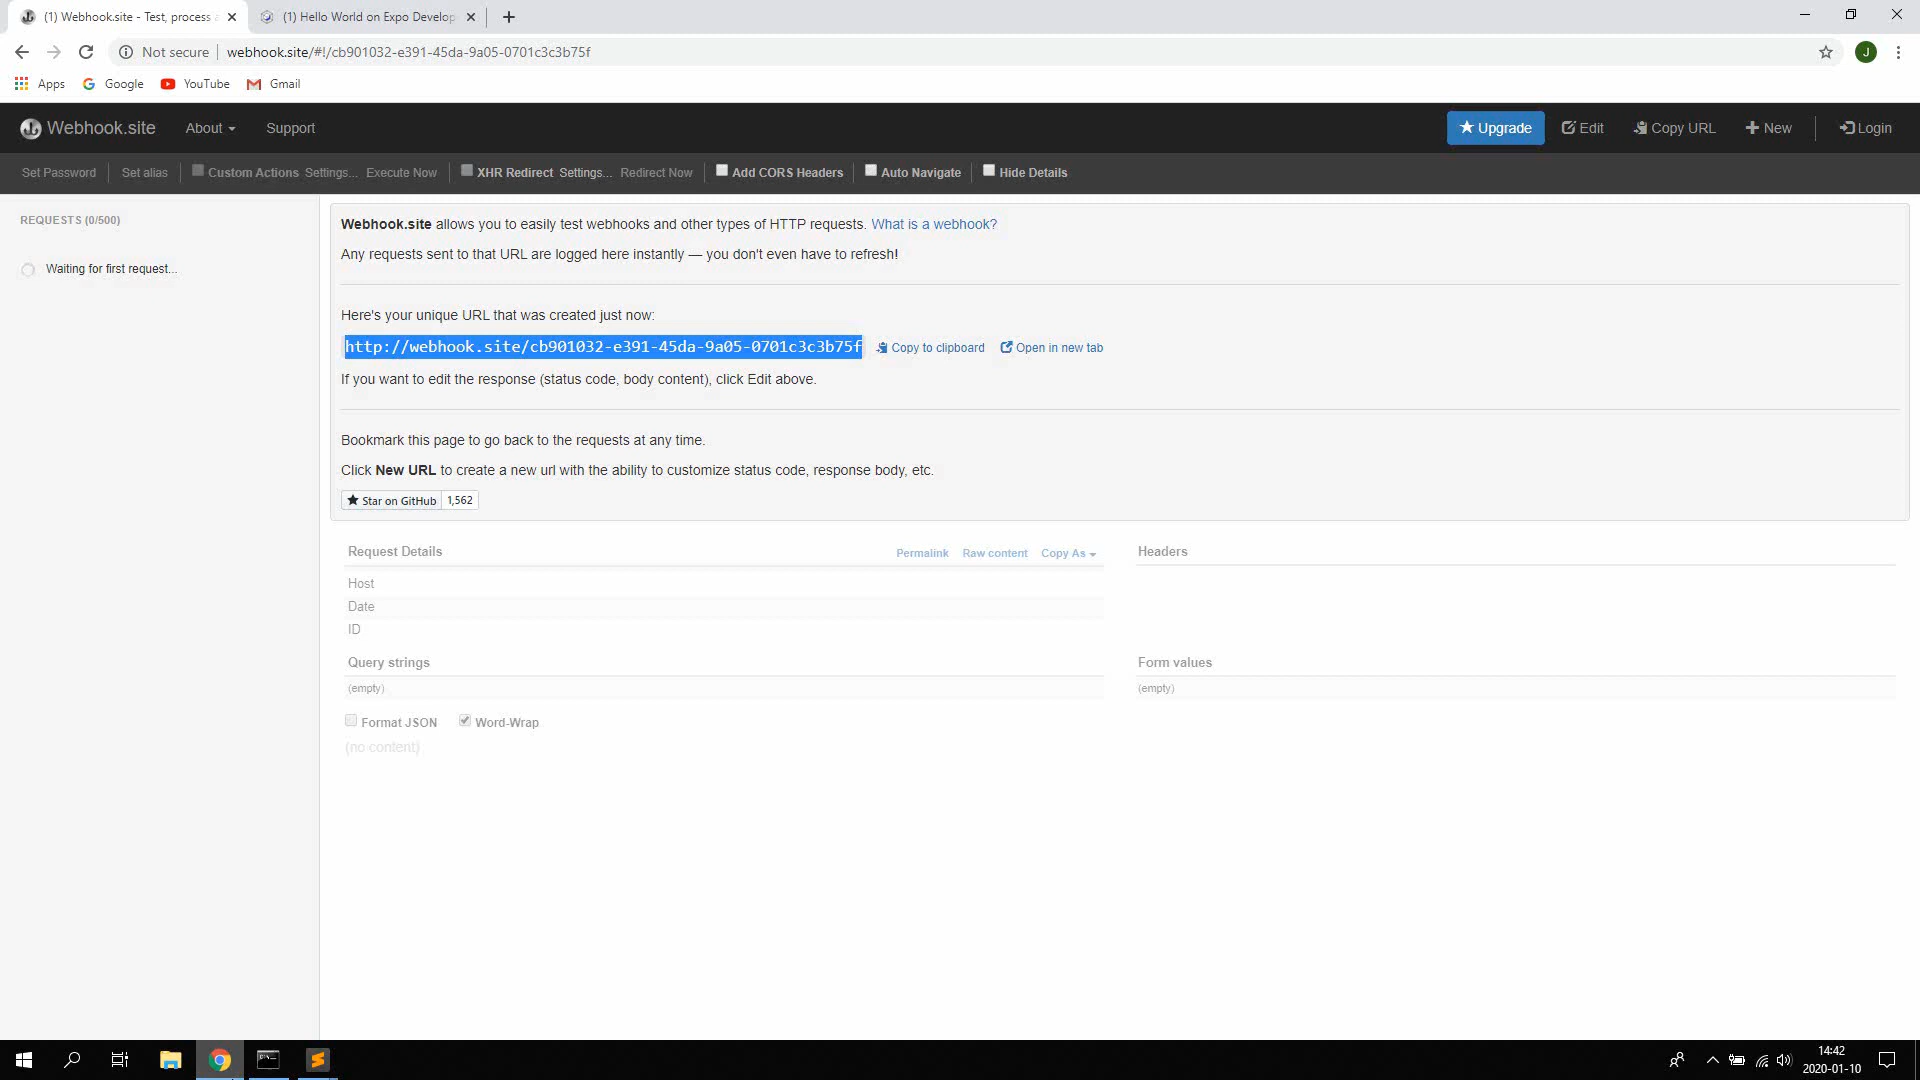 (1) Webhook.site - Test, process a
(1) Hello World on Expo Develop
Not secure
webhook.site/#!/cb901032-e391-45da-9a05-0701c3c3b75f
J
Apps
Google
YouTube
Gmail
Webhook.site
About
Support
Upgrade
Edit
Copy URL
New
Login
Set Password
Set alias
Custom Actions
Settings...
Execute Now
XHR Redirect
Settings...
Redirect Now
Add CORS Headers
Auto Navigate
Hide Details
REQUESTS (0/500)
Waiting for first request...
Webhook.site allows you to easily test webhooks and other types of HTTP requests. What is a webhook?
Any requests sent to that URL are logged here instantly — you don't even have to refresh!
Here's your unique URL that was created just now:
http://webhook.site/cb901032-e391-45da-9a05-0701c3c3b75f
Copy to clipboard
Open in new tab
If you want to edit the response (status code, body content), click Edit above.
Bookmark this page to go back to the requests at any time.
Click New URL to create a new url with the ability to customize status code, response body, etc.
Star on GitHub
1,562
Request Details
Permalink
Raw content
Copy As
Headers
Host
Date
ID
Query strings
Form values
(empty)
(empty)
Format JSON
Word-Wrap
(no content)
14:42
2020-01-10